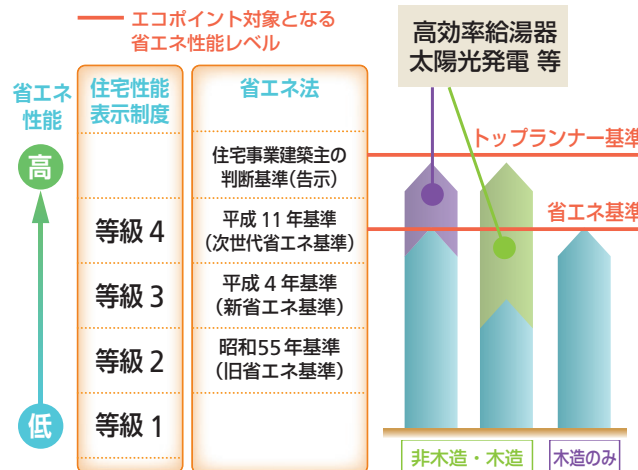 エコポイント対象となる
省エネ性能レベル
高効率給湯器
太陽光発電 等
省エネ
性能
高
低
住宅性能
表示制度
等級 4
等級 3
等級 2
等級 1
省エネ法
住宅事業建築主の
判断基準(告示)
平成 11 年基準
(次世代省エネ基準)
平成 4 年基準
(新省エネ基準)
昭和55年基準
(旧省エネ基準)
トップランナー基準
省エネ基準
非木造・木造
木造のみ